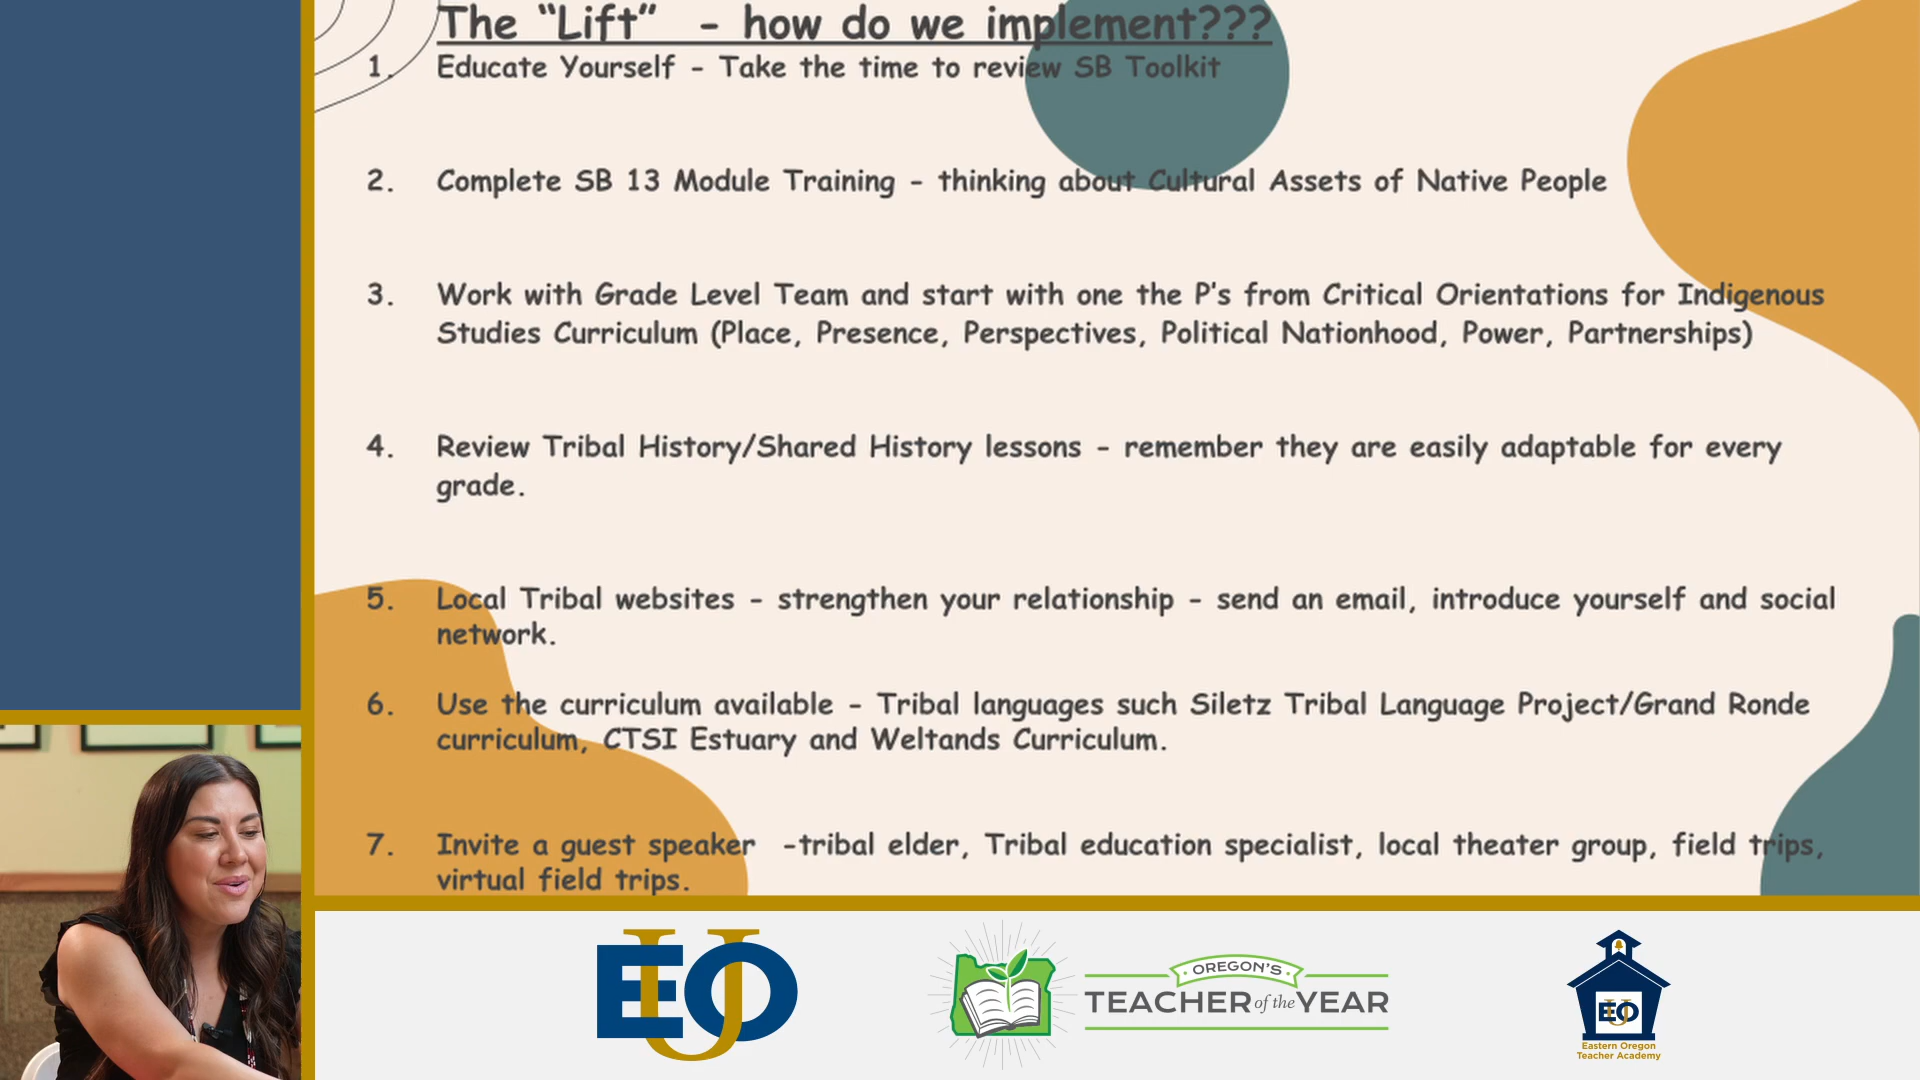 The “Lift”  - how do we implement???
1. Educate Yourself - Take the time to review SB Toolkit
2. Complete SB 13 Module Training - thinking about Cultural Assets of Native People
3. Work with Grade Level Team and start with one the P's from Critical Orientations for Indigenous
Studies Curriculum (Place, Presence, Perspectives, Political Nationhood, Power, Partnerships)
4. Review Tribal History/Shared History lessons - remember they are easily adaptable for every
grade.
5. Local Tribal websites - strengthen your relationship - send an email, introduce yourself and social
network.
6. Use the curriculum available - Tribal languages such Siletz Tribal Language Project/Grand Ronde
curriculum, CTSI Estuary and Weltands Curriculum.
7. Invite a guest speaker  -tribal elder, Tribal education specialist, local theater group, field trips,
virtual field trips.
EOU
OREGON'S
TEACHER of the YEAR
EOU
Eastern Oregon
Teacher Academy